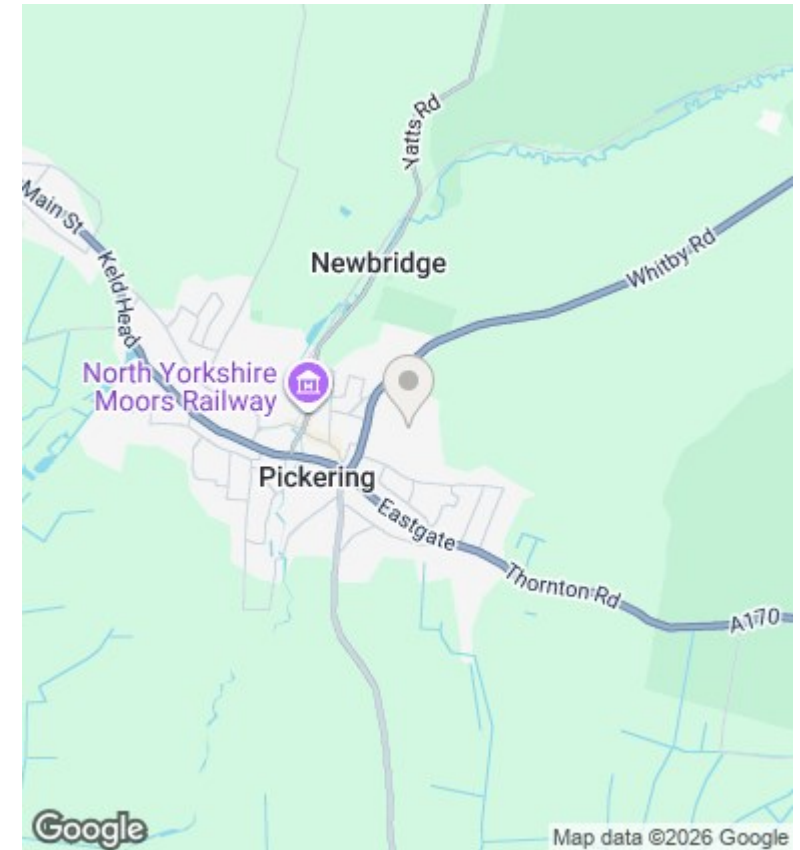 Yatts Rd
Main St
Keld Head
Newbridge
Whitby Rd
North Yorkshire
Moors Railway
Pickering
Eastgate
Thornton Rd
A170
Google
Map data ©2026 Google